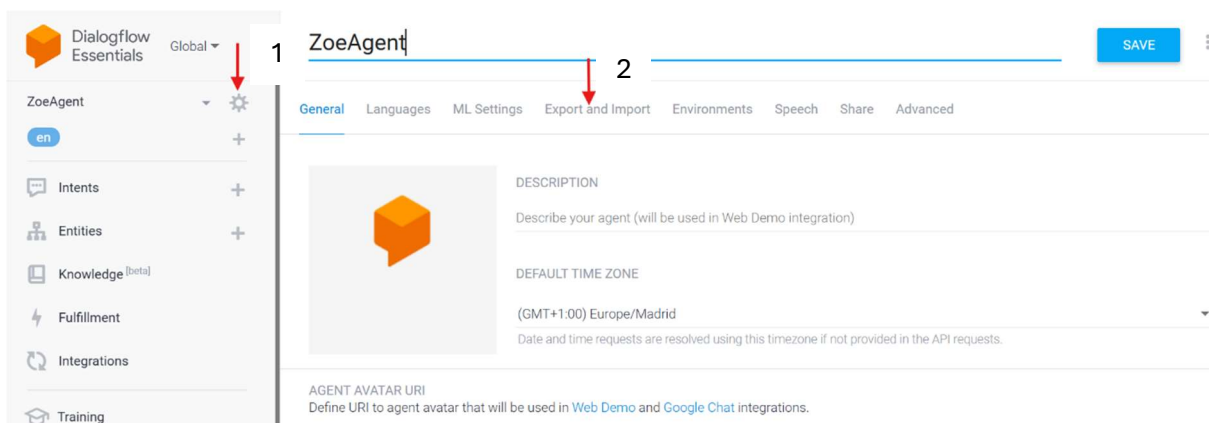 Dialogflow
Essentials
Global
1
ZoeAgent
SAVE
2
ZoeAgent
en
General Languages ML Settings Export and Import Environments Speech Share Advanced
Intents
Entities
Knowledge [beta]
Fulfillment
Integrations
Training
DESCRIPTION
Describe your agent (will be used in Web Demo integration)
DEFAULT TIME ZONE
(GMT+1:00) Europe/Madrid
Date and time requests are resolved using this timezone if not provided in the API requests.
AGENT AVATAR URI
Define URI to agent avatar that will be used in Web Demo and Google Chat integrations.